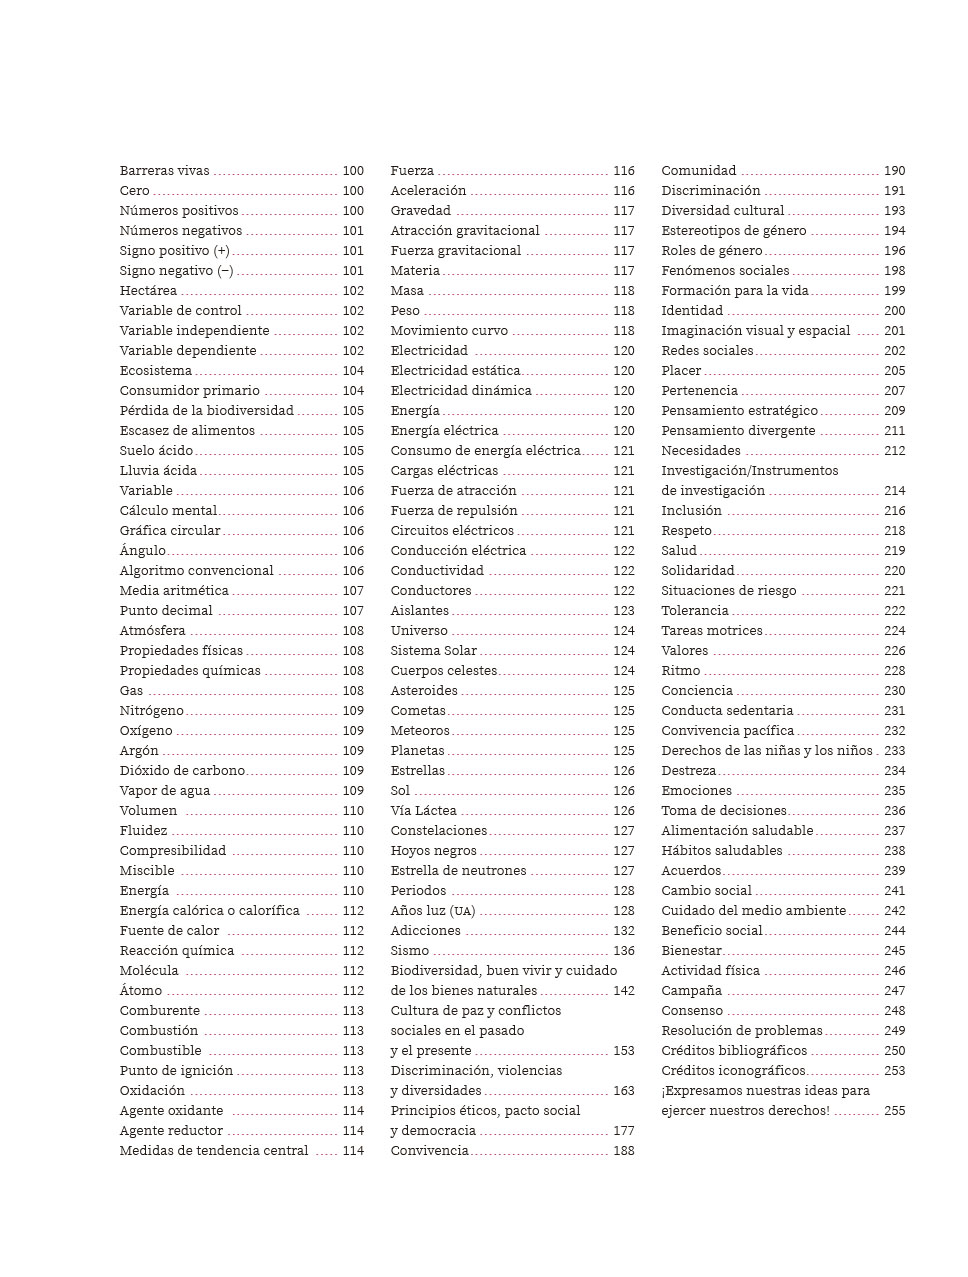 Barreras vivas 100
Cero 100
Números positivos 100
Números negativos 101
Signo positivo (+) 101
Signo negativo (–) 101
Hectárea 102
Variable de control 102
Variable independiente 102
Variable dependiente 102
Ecosistema 104
Consumidor primario 104
Pérdida de la biodiversidad 105
Escasez de alimentos 105
Suelo ácido 105
Lluvia ácida 105
Variable 106
Cálculo mental 106
Gráfica circular 106
Ángulo 106
Algoritmo convencional 106
Media aritmética 107
Punto decimal 107
Atmósfera 108
Propiedades físicas 108
Propiedades químicas 108
Gas 108
Nitrógeno 109
Oxígeno 109
Argón 109
Dióxido de carbono 109
Vapor de agua 109
Volumen 110
Fluidez 110
Compresibilidad 110
Miscible 110
Energía 110
Energía calórica o calorífica 112
Fuente de calor 112
Reacción química 112
Molécula 112
Átomo 112
Comburente 113
Combustión 113
Combustible 113
Punto de ignición 113
Oxidación 113
Agente oxidante 114
Agente reductor 114
Medidas de tendencia central 114
Fuerza 116
Aceleración 116
Gravedad 117
Atracción gravitacional 117
Fuerza gravitacional 117
Materia 117
Masa 118
Peso 118
Movimiento curvo 118
Electricidad 120
Electricidad estática 120
Electricidad dinámica 120
Energía 120
Energía eléctrica 120
Consumo de energía eléctrica 121
Cargas eléctricas 121
Fuerza de atracción 121
Fuerza de repulsión 121
Circuitos eléctricos 121
Conducción eléctrica 122
Conductividad 122
Conductores 122
Aislantes 123
Universo 124
Sistema Solar 124
Cuerpos celestes 124
Asteroides 125
Cometas 125
Meteoros 125
Planetas 125
Estrellas 126
Sol 126
Vía Láctea 126
Constelaciones 127
Hoyos negros 127
Estrella de neutrones 127
Periodos 128
Años luz (UA) 128
Adicciones 132
Sismo 136
Biodiversidad, buen vivir y cuidado
de los bienes naturales 142
Cultura de paz y conflictos
sociales en el pasado
y el presente 153
Discriminación, violencias
y diversidades 163
Principios éticos, pacto social
y democracia 177
Convivencia 188
Comunidad 190
Discriminación 191
Diversidad cultural 193
Estereotipos de género 194
Roles de género 196
Fenómenos sociales 198
Formación para la vida 199
Identidad 200
Imaginación visual y espacial 201
Redes sociales 202
Placer 205
Pertenencia 207
Pensamiento estratégico 209
Pensamiento divergente 211
Necesidades 212
Investigación/Instrumentos
de investigación 214
Inclusión 216
Respeto 218
Salud 219
Solidaridad 220
Situaciones de riesgo 221
Tolerancia 222
Tareas motrices 224
Valores 226
Ritmo 228
Conciencia 230
Conducta sedentaria 231
Convivencia pacífica 232
Derechos de las niñas y los niños 233
Destreza 234
Emociones 235
Toma de decisiones 236
Alimentación saludable 237
Hábitos saludables 238
Acuerdos 239
Cambio social 241
Cuidado del medio ambiente 242
Beneficio social 244
Bienestar 245
Actividad física 246
Campaña 247
Consenso 248
Resolución de problemas 249
Créditos bibliográficos 250
Créditos iconográficos 253
¡Expresamos nuestras ideas para
ejercer nuestros derechos! 255